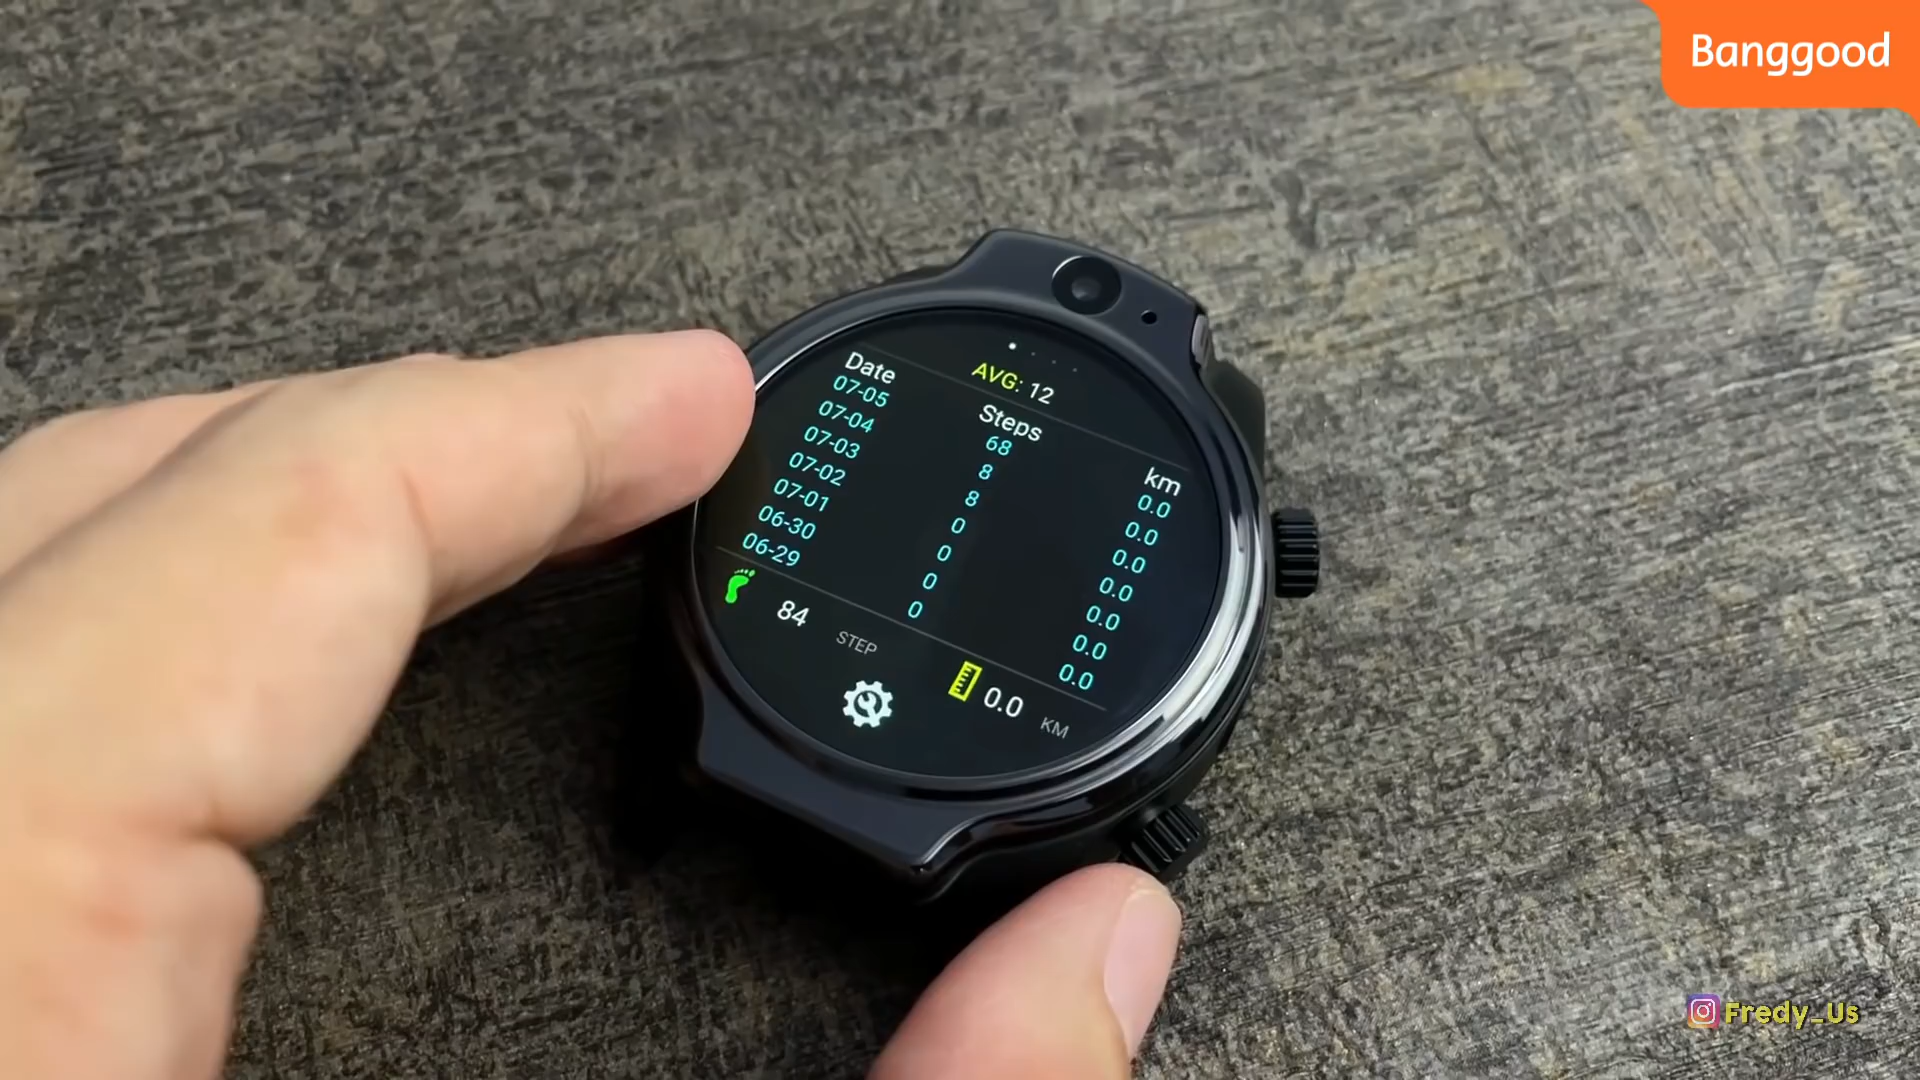 Banggood
AVG: 12
Date Steps km
07-05 68 0.0
07-04 8 0.0
07-03 8 0.0
07-02 0 0.0
07-01 0 0.0
06-30 0 0.0
06-29 0 0.0
84 STEP 0.0 KM
Fredy_Us